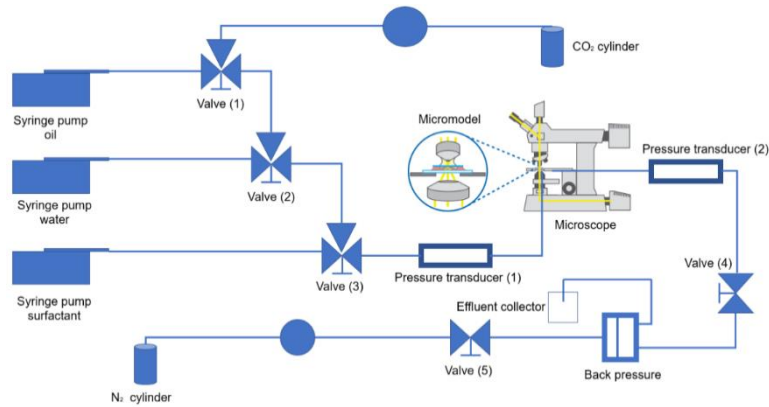 CO₂ cylinder
Valve (1)
Syringe pump
oil
Micromodel
Pressure transducer (2)
Valve (2)
Syringe pump
water
Microscope
Valve (3)
Pressure transducer (1)
Valve (4)
Syringe pump
surfactant
Effluent collector
Valve (5)
Back pressure
N₂ cylinder